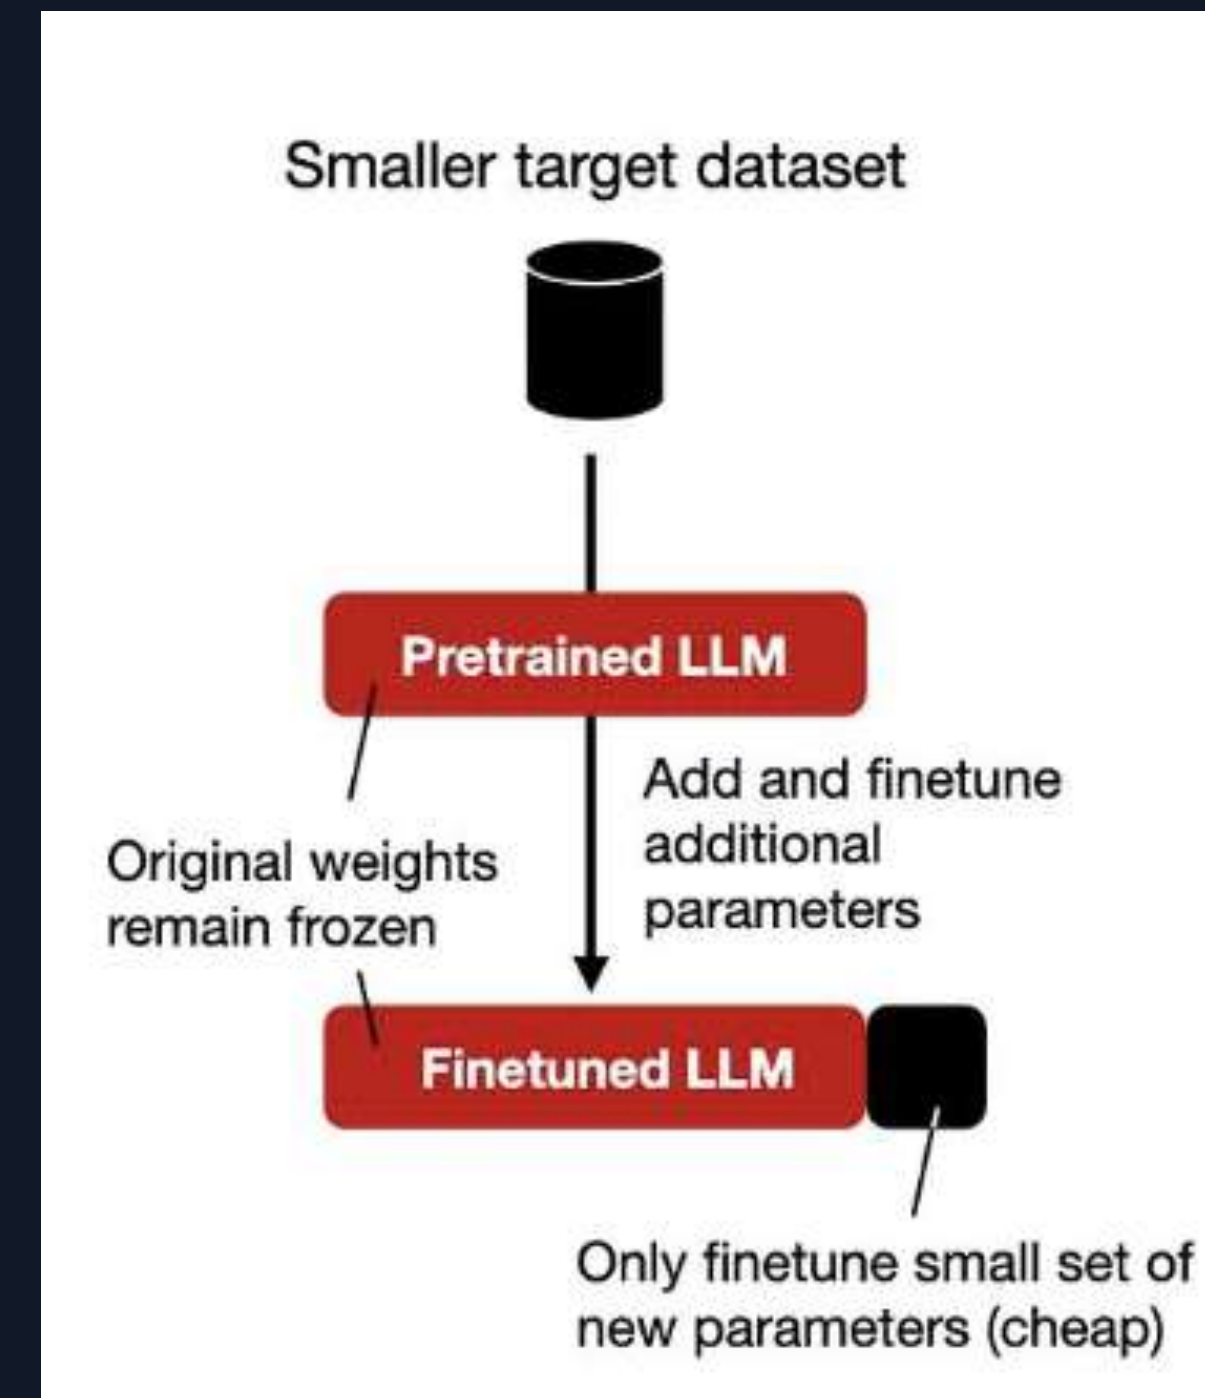 Smaller target dataset
Pretrained LLM
Add and finetune
additional
parameters
Original weights
remain frozen
Finetuned LLM
Only finetune small set of
new parameters (cheap)